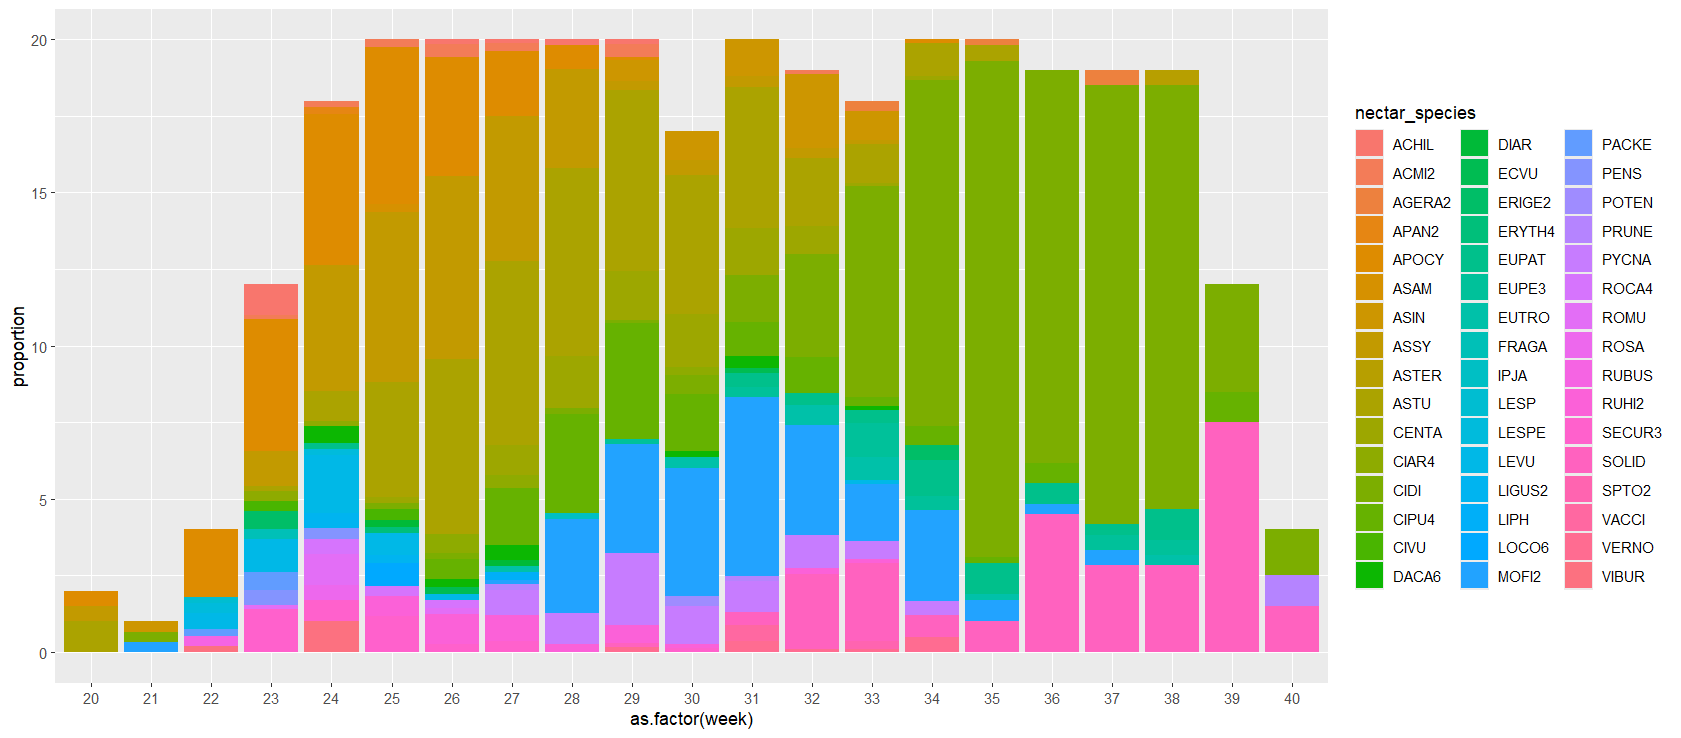 20
15
10
5
0
proportion
20 21 22 23 24 25 26 27 28 29 30 31 32 33 34 35 36 37 38 39 40
as.factor(week)
nectar_species
ACHIL DIAR PACKE
ACMI2 ECVU PENS
AGERA2 ERIGE2 POTEN
APAN2 ERYTH4 PRUNE
APOCY EUPAT PYCNA
ASAM EUPE3 ROCA4
ASIN EUTRO ROMU
ASSY FRAGA ROSA
ASTER IPJA RUBUS
ASTU LESP RUHI2
CENTA LESPE SECUR3
CIAR4 LEVU SOLID
CIDI LIGUS2 SPTO2
CIPU4 LIPH VACCI
CIVU LOCO6 VERNO
DACA6 MOFI2 VIBUR